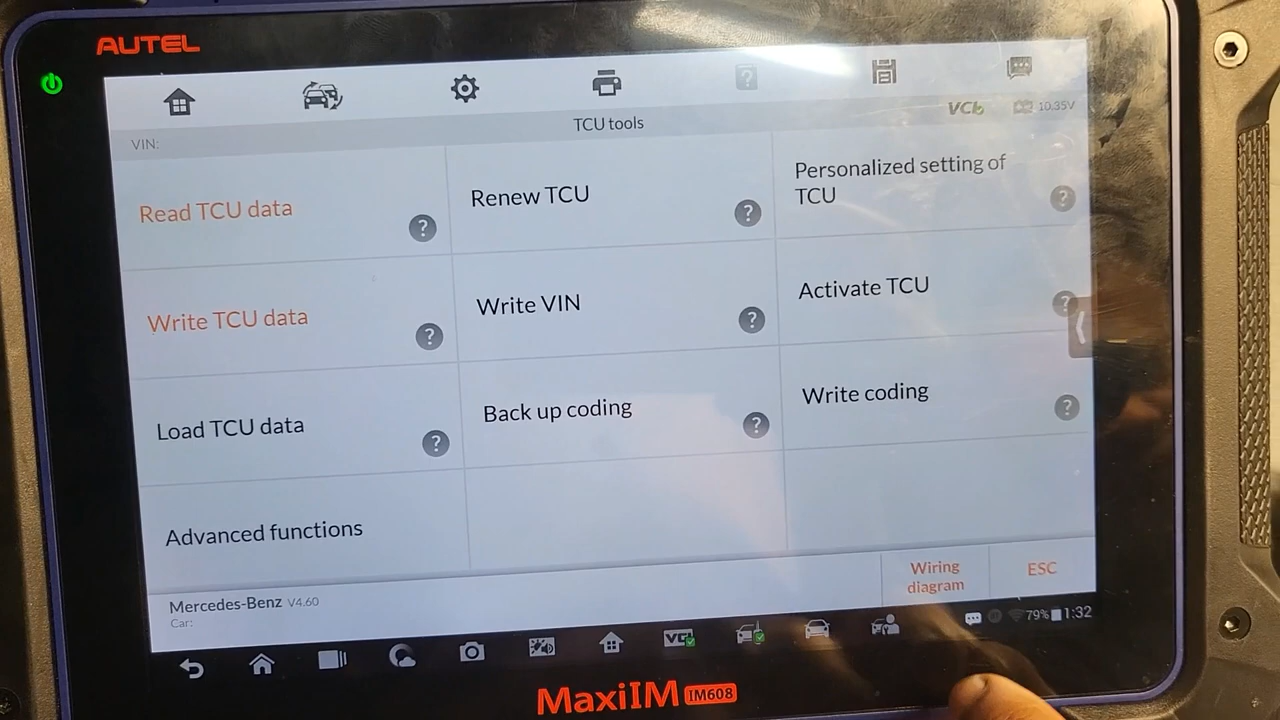 AUTEL
VCI
10.35V
VIN:
TCU tools
Read TCU data
?
Renew TCU
?
Personalized setting of
TCU
?
Write TCU data
?
Write VIN
?
Activate TCU
?
Load TCU data
?
Back up coding
?
Write coding
?
Advanced functions
Wiring
diagram
ESC
Mercedes-Benz V4.60
Car:
VCI
79%
1:32
MaxiIM IM608